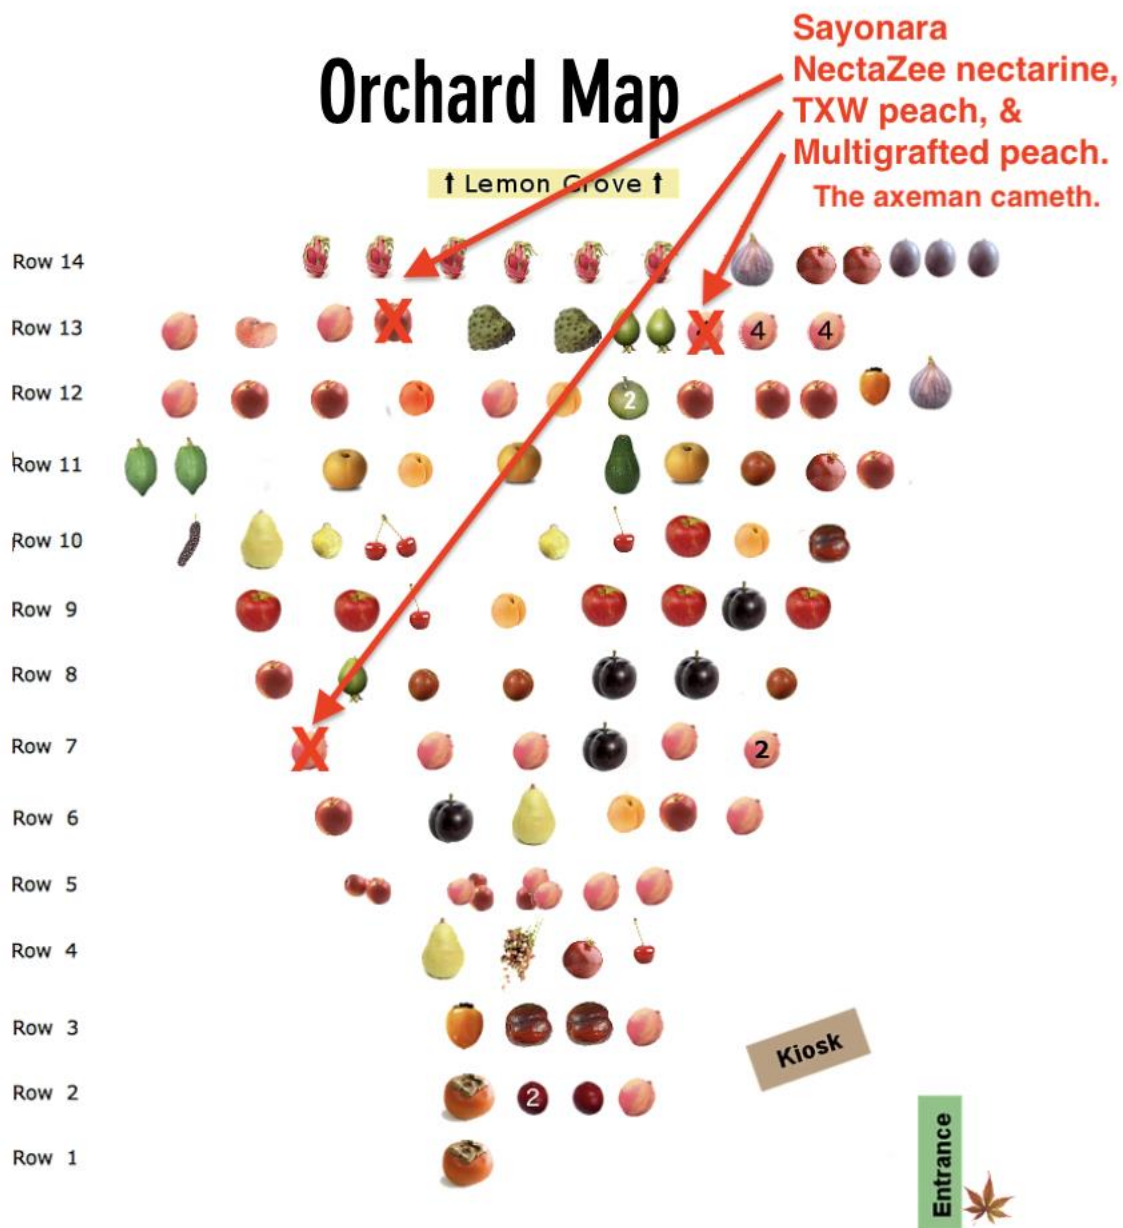 Sayonara
NectaZee nectarine,
TXW peach, &
Multigrafted peach.
The axeman cameth.
Orchard Map
↑ Lemon Grove ↑
Row 14
Row 13
X
X
4
4
Row 12
2
Row 11
Row 10
Row 9
Row 8
Row 7
X
2
Row 6
Row 5
Row 4
Row 3
Kiosk
Row 2
2
Row 1
Entrance